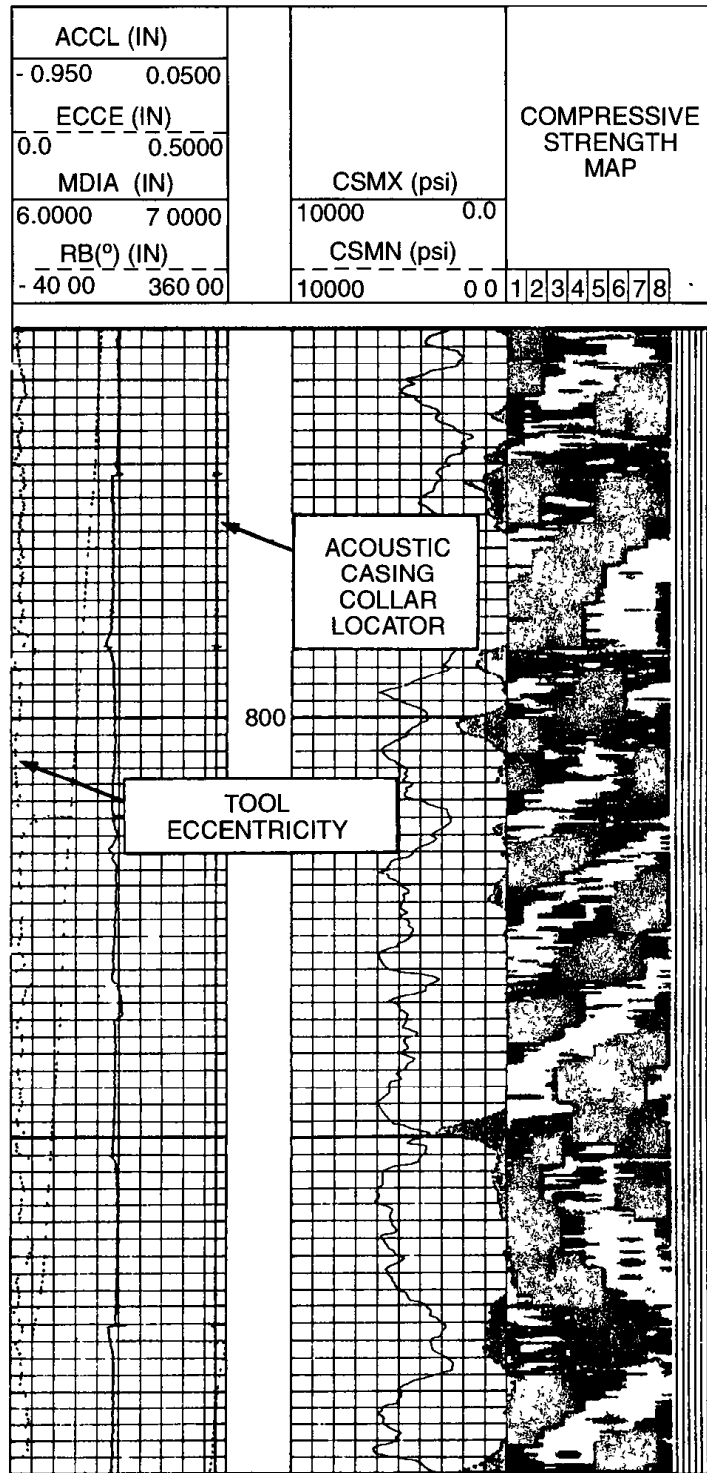 ACCL (IN)
- 0.950 0.0500
ECCE (IN)
0.0 0.5000
MDIA (IN)
6.0000 7 0000
RB(º) (IN)
- 40 00 360 00
CSMX (psi)
10000 0.0
CSMN (psi)
10000 0 0
COMPRESSIVE
STRENGTH
MAP
1 2 3 4 5 6 7 8
ACOUSTIC
CASING
COLLAR
LOCATOR
800
TOOL
ECCENTRICITY